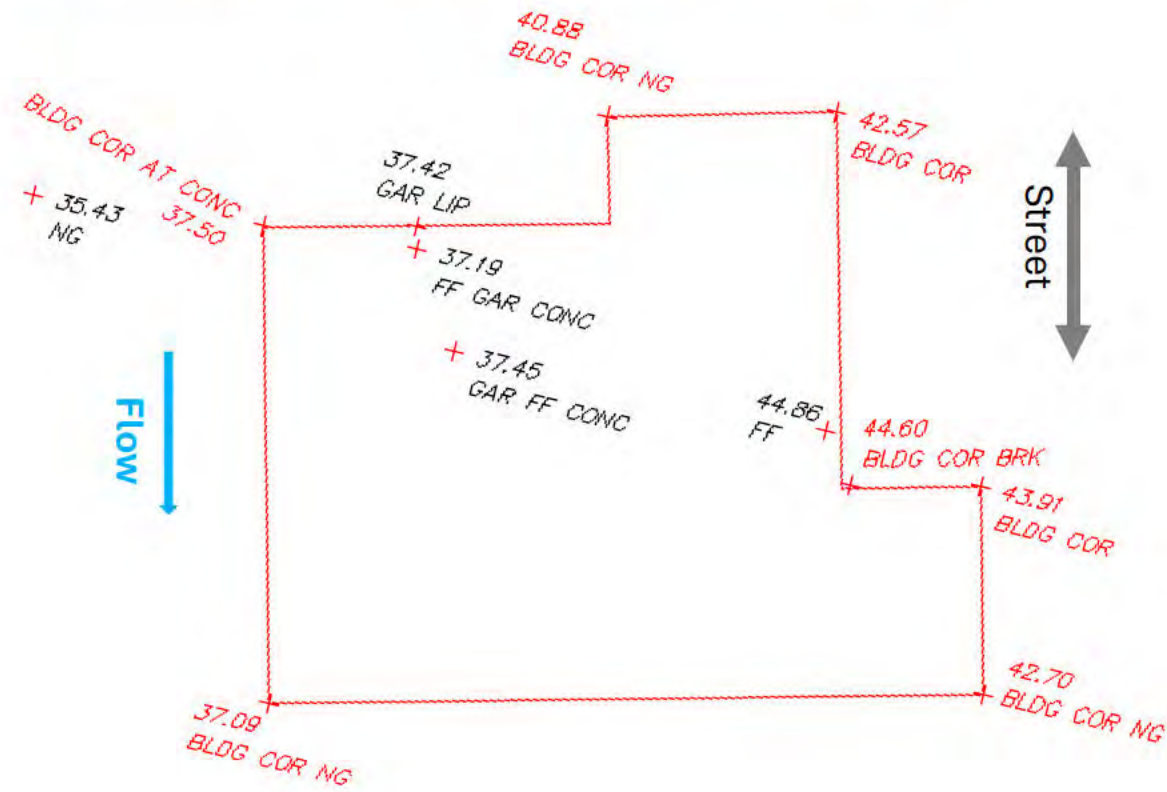 40.88
BLDG COR NG
BLDG COR AT CONC
37.50
42.57
BLDG COR
37.42
GAR LIP
35.43
NG
Street
37.19
FF GAR CONC
37.45
GAR FF CONC
Flow
44.86
FF
44.60
BLDG COR BRK
43.91
BLDG COR
42.70
BLDG COR NG
37.09
BLDG COR NG